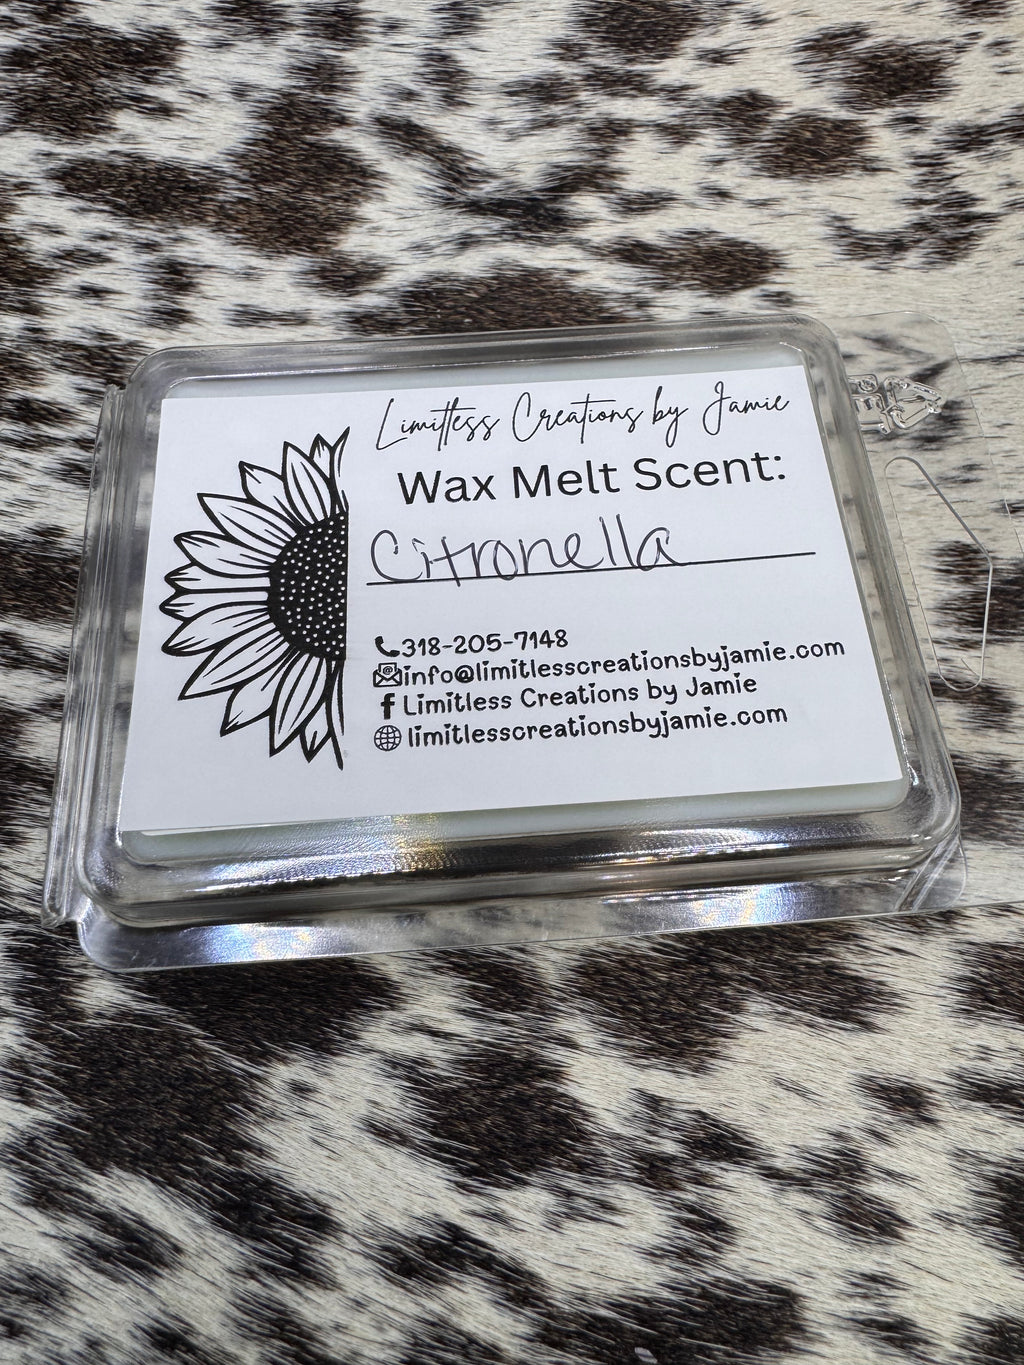 Limitless Creations by Jamie
Wax Melt Scent:
Citronella
318-205-7148
info@limitlesscreationsbyjamie.com
Limitless Creations by Jamie
limitlesscreationsbyjamie.com